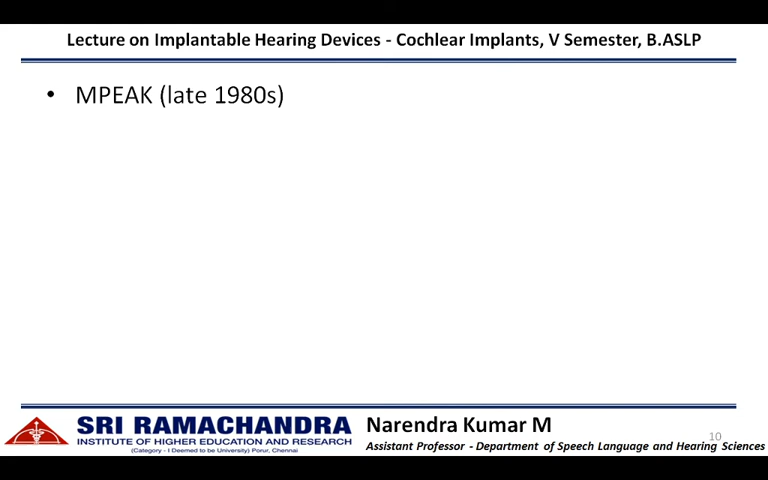 Lecture on Implantable Hearing Devices - Cochlear Implants, V Semester, B.ASLP
• MPEAK (late 1980s)
SRI RAMACHANDRA
INSTITUTE OF HIGHER EDUCATION AND RESEARCH
(Category - I Deemed to be University) Porur, Chennai
Narendra Kumar M
Assistant Professor - Department of Speech Language and Hearing Sciences
10